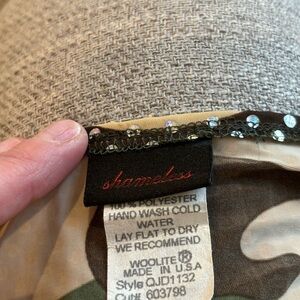 shameless
100% POLYESTER
HAND WASH COLD
WATER
LAY FLAT TO DRY
WE RECOMMEND
WOOLITE®
MADE IN U.S.A
Style QJD1132
Cut# 603798